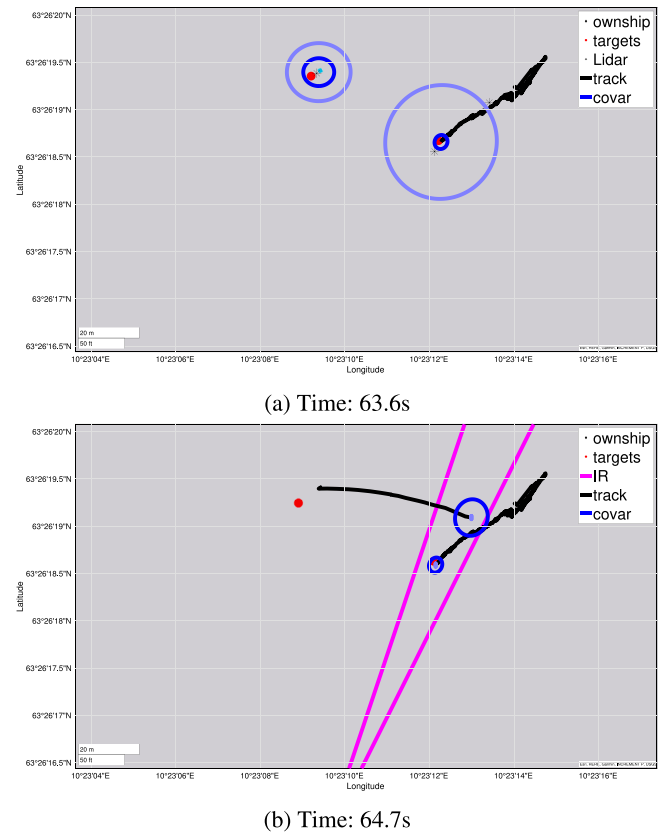 63°26'20"N
63°26'19.5"N
63°26'19"N
63°26'18.5"N
63°26'18"N
63°26'17.5"N
63°26'17"N
63°26'16.5"N
Latitude
ownship
targets
Lidar
track
covar
20 m
50 ft
10°23'04"E 10°23'06"E 10°23'08"E 10°23'10"E 10°23'12"E 10°23'14"E 10°23'16"E
Longitude
(a) Time: 63.6s
63°26'20"N
63°26'19.5"N
63°26'19"N
63°26'18.5"N
63°26'18"N
63°26'17.5"N
63°26'17"N
63°26'16.5"N
Latitude
ownship
targets
IR
track
covar
20 m
50 ft
10°23'04"E 10°23'06"E 10°23'08"E 10°23'10"E 10°23'12"E 10°23'14"E 10°23'16"E
Longitude
(b) Time: 64.7s